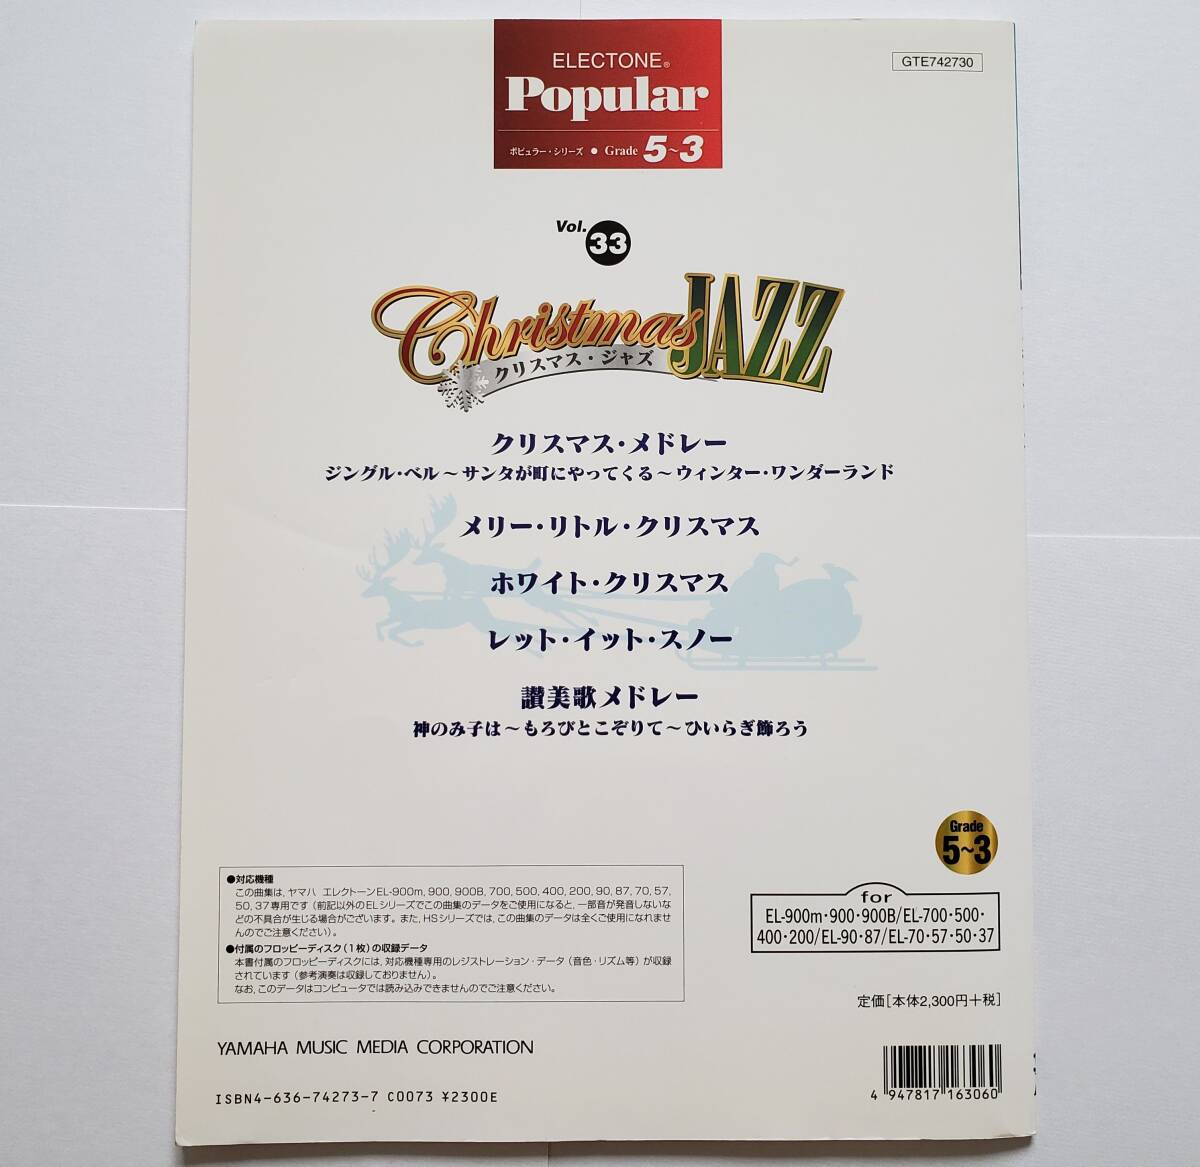 ELECTONE®
Popular
ポピュラー・シリーズ ● Grade 5~3
GTE742730
Vol. 33
Christmas JAZZ
クリスマス・ジャズ
クリスマス・メドレー
ジングル・ベル～サンタが町にやってくる～ウィンター・ワンダーランド
メリー・リトル・クリスマス
ホワイト・クリスマス
レット・イット・スノー
讃美歌メドレー
神のみ子は～もろびとこぞりて～ひいらぎ飾ろう
Grade
5~3
●対応機種
この曲集は、ヤマハ エレクトーンEL-900m, 900, 900B, 700, 500, 400, 200, 90, 87, 70, 57,
50, 37専用です（前記以外のELシリーズでこの曲集のデータをご使用になると、一部音が発音しないな
どの不具合が生じる場合がございます。また、HSシリーズでは、この曲集のデータは全くご使用になれませ
んのでご注意ください）。
●付属のフロッピーディスク（1枚）の収録データ
本書付属のフロッピーディスクには、対応機種専用のレジストレーション・データ（音色・リズム等）が収録
されています（参考演奏は収録しておりません）。
なお、このデータはコンピュータでは読み込みできませんのでご注意ください。
for
EL-900m・900・900B/EL-700・500・
400・200/EL-90・87/EL-70・57・50・37
定価[本体2,300円+税]
YAMAHA MUSIC MEDIA CORPORATION
ISBN4-636-74273-7 C0073 ¥2300E
4 947817 163060